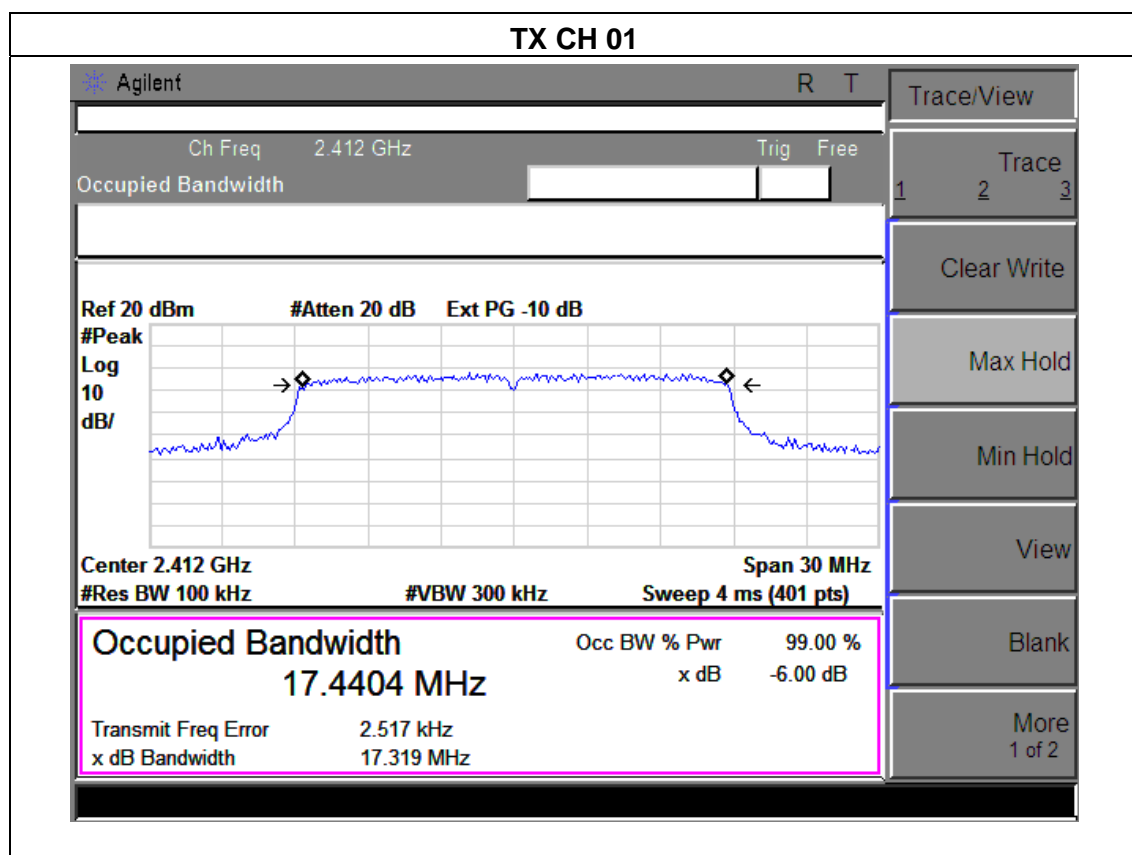 TX CH 01
Agilent R T
Trace/View
Ch Freq 2.412 GHz Trig Free
Occupied Bandwidth
Trace
1 2 3
Clear Write
Ref 20 dBm #Atten 20 dB Ext PG -10 dB
#Peak
Log
10
dB/
Max Hold
Min Hold
View
Center 2.412 GHz Span 30 MHz
#Res BW 100 kHz #VBW 300 kHz Sweep 4 ms (401 pts)
Occupied Bandwidth Occ BW % Pwr 99.00 %
17.4404 MHz x dB -6.00 dB
Blank
Transmit Freq Error 2.517 kHz
x dB Bandwidth 17.319 MHz
More
1 of 2